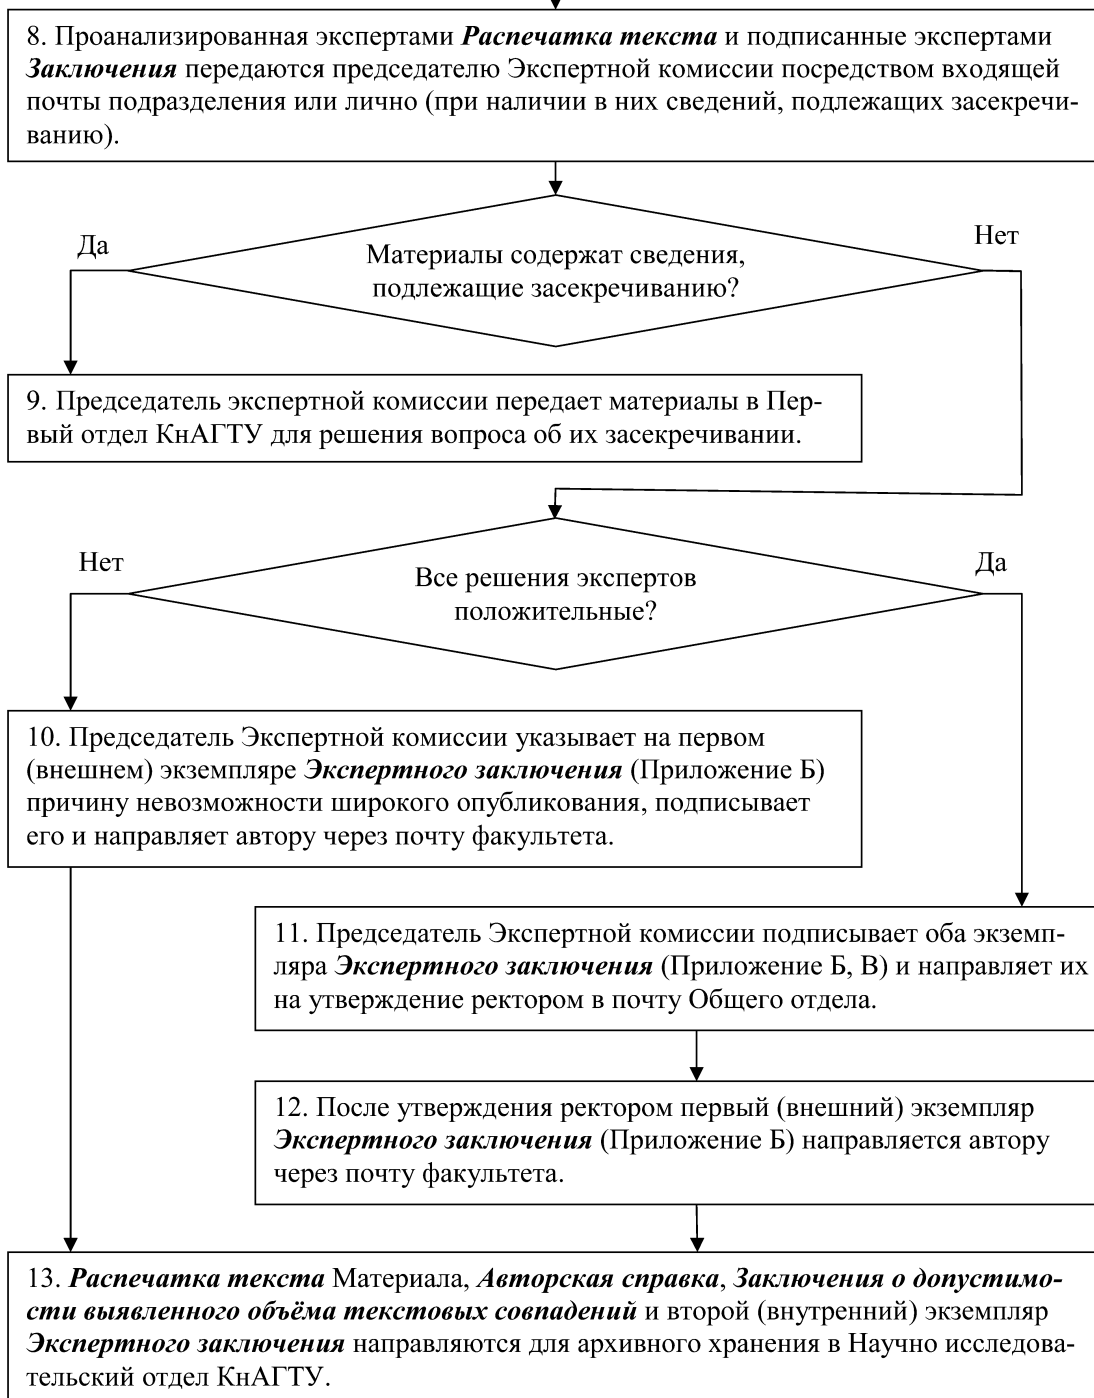 8. Проанализированная экспертами Распечатка текста и подписанные экспертами
Заключения передаются председателю Экспертной комиссии посредством входящей
почты подразделения или лично (при наличии в них сведений, подлежащих засекречи-
ванию).
Да
Нет
Материалы содержат сведения,
подлежащие засекречиванию?
9. Председатель экспертной комиссии передает материалы в Пер-
вый отдел КнАГТУ для решения вопроса об их засекречивании.
Нет
Да
Все решения экспертов
положительные?
10. Председатель Экспертной комиссии указывает на первом
(внешнем) экземпляре Экспертного заключения (Приложение Б)
причину невозможности широкого опубликования, подписывает
его и направляет автору через почту факультета.
11. Председатель Экспертной комиссии подписывает оба экземп-
ляра Экспертного заключения (Приложение Б, В) и направляет их
на утверждение ректором в почту Общего отдела.
12. После утверждения ректором первый (внешний) экземпляр
Экспертного заключения (Приложение Б) направляется автору
через почту факультета.
13. Распечатка текста Материала, Авторская справка, Заключения о допустимо-
сти выявленного объёма текстовых совпадений и второй (внутренний) экземпляр
Экспертного заключения направляются для архивного хранения в Научно исследова-
тельский отдел КнАГТУ.